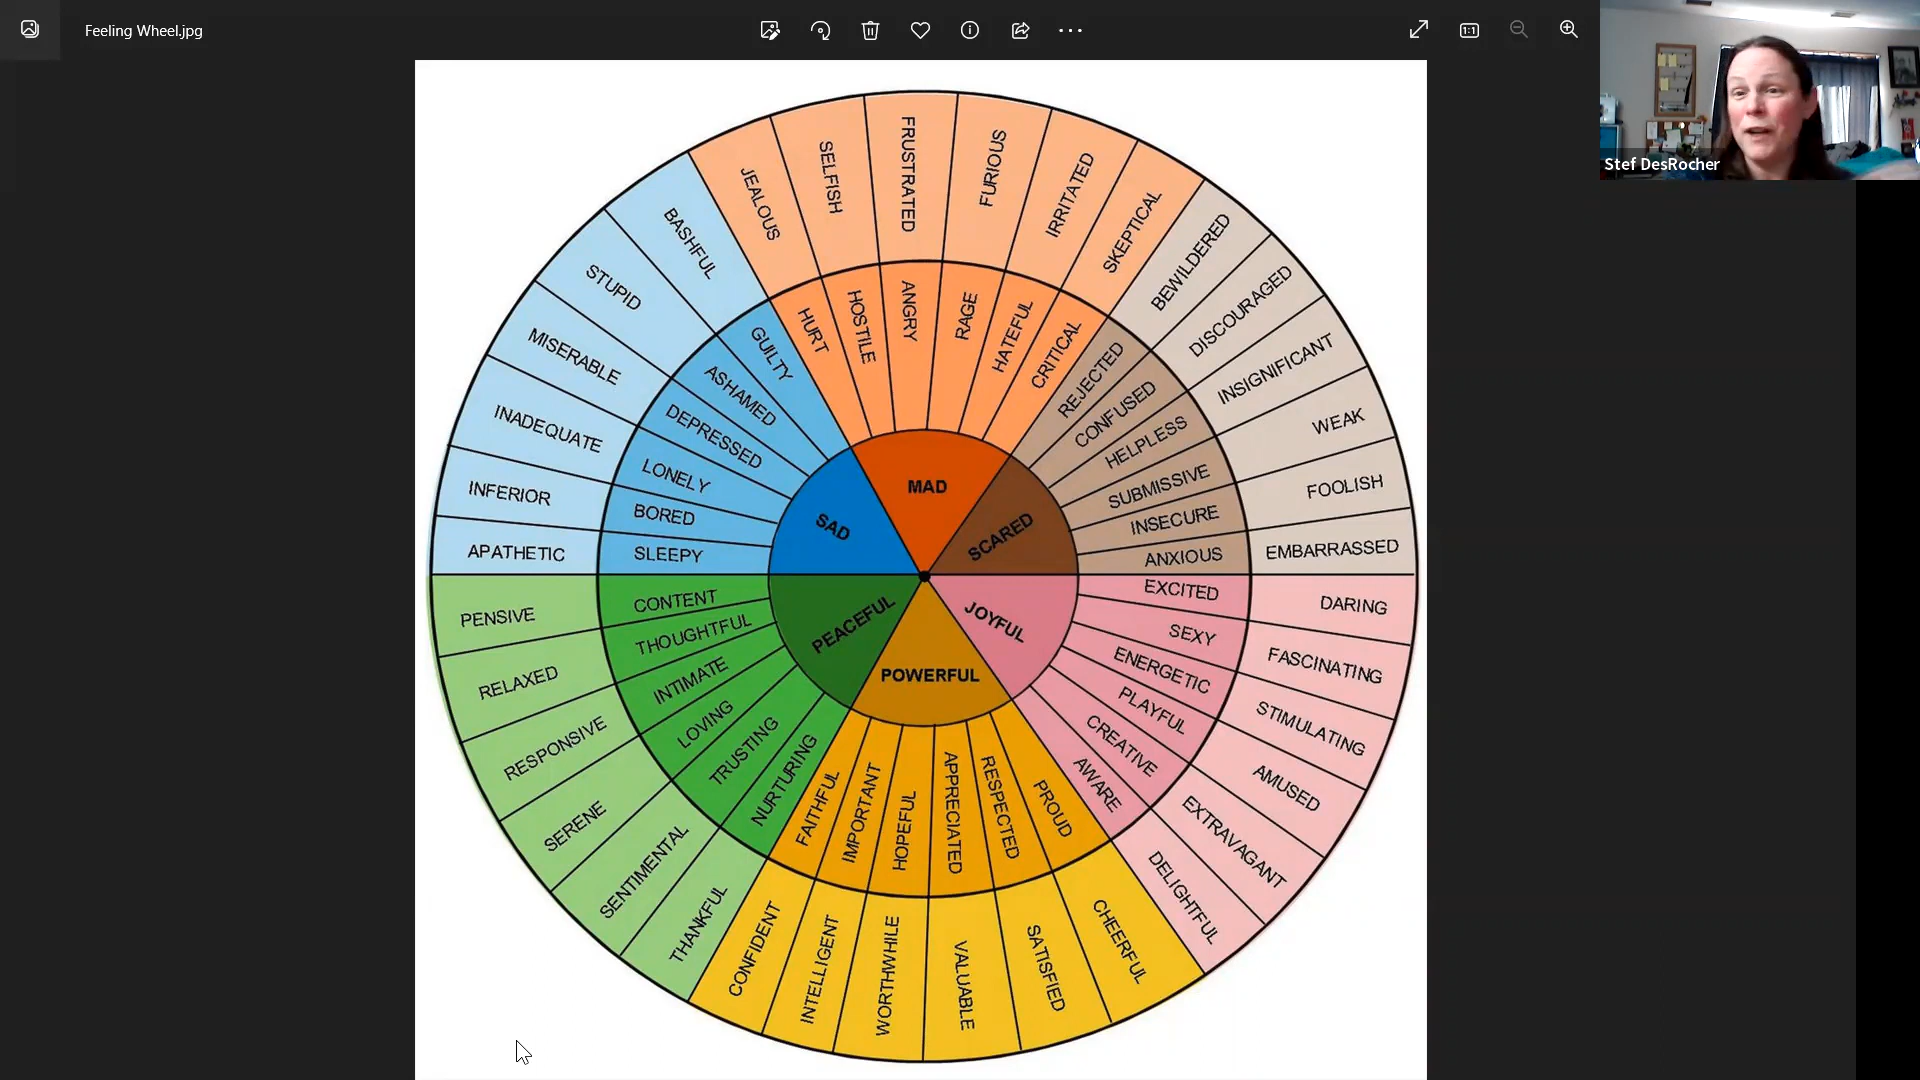 Feeling Wheel.jpg
1:1
Stef DesRocher
JEALOUS
SELFISH
FRUSTRATED
FURIOUS
IRRITATED
SKEPTICAL
BEWILDERED
DISCOURAGED
INSIGNIFICANT
WEAK
FOOLISH
EMBARRASSED
DARING
FASCINATING
STIMULATING
AMUSED
EXTRAVAGANT
DELIGHTFUL
CHEERFUL
SATISFIED
VALUABLE
WORTHWHILE
INTELLIGENT
CONFIDENT
THANKFUL
SENTIMENTAL
SERENE
RESPONSIVE
RELAXED
PENSIVE
APATHETIC
INFERIOR
INADEQUATE
MISERABLE
STUPID
BASHFUL
HURT
HOSTILE
ANGRY
RAGE
HATEFUL
CRITICAL
REJECTED
CONFUSED
HELPLESS
SUBMISSIVE
INSECURE
ANXIOUS
EXCITED
SEXY
ENERGETIC
PLAYFUL
CREATIVE
AWARE
PROUD
RESPECTED
APPRECIATED
HOPEFUL
IMPORTANT
FAITHFUL
NURTURING
TRUSTING
LOVING
INTIMATE
THOUGHTFUL
CONTENT
SLEEPY
BORED
LONELY
DEPRESSED
ASHAMED
GUILTY
MAD
SCARED
JOYFUL
POWERFUL
PEACEFUL
SAD